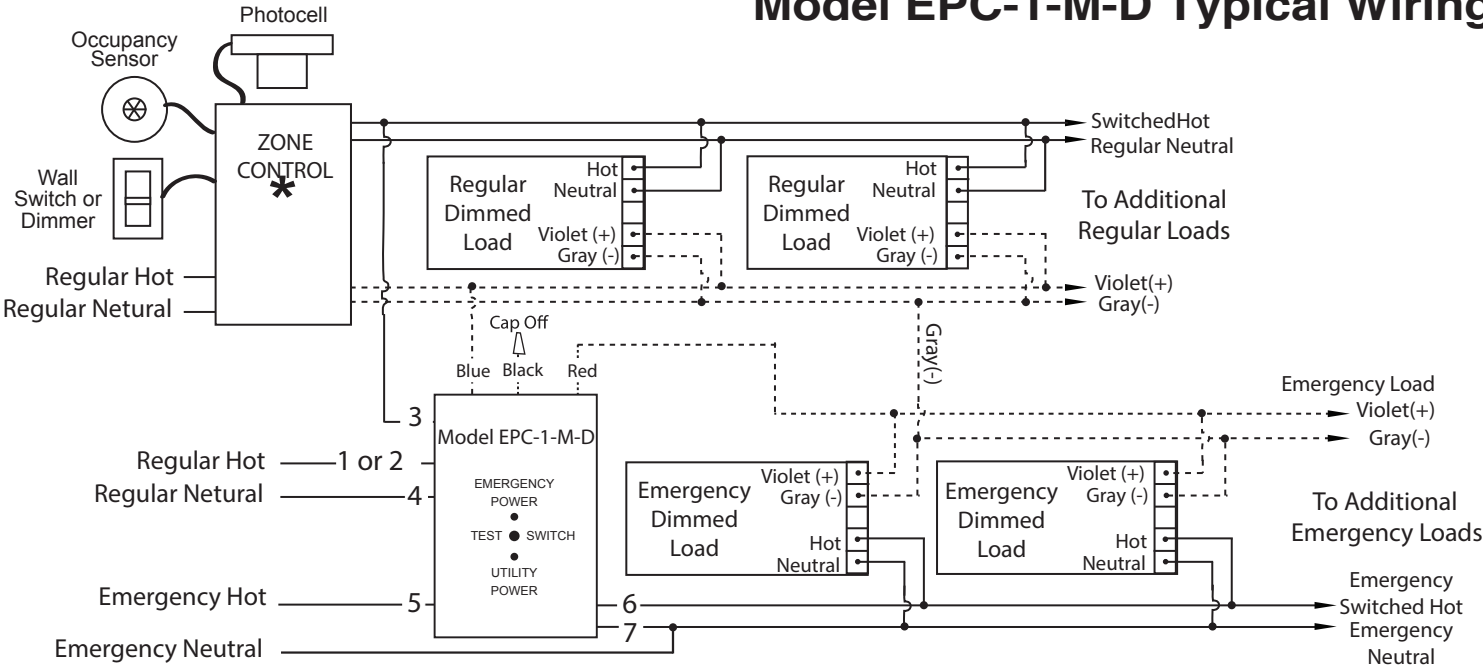 Model EPC-1-M-D Typical Wiring
Photocell
Occupancy
Sensor
Wall
Switch or
Dimmer
ZONE
CONTROL
*
Regular Hot
Regular Netural
SwitchedHot
Regular Neutral
Regular
Dimmed
Load
Hot
Neutral
Violet (+)
Gray (-)
Regular
Dimmed
Load
Hot
Neutral
Violet (+)
Gray (-)
To Additional
Regular Loads
Violet(+)
Gray(-)
Cap Off
Blue
Black
Red
Gray(-)
Emergency Load
Violet(+)
Gray(-)
3
Model EPC-1-M-D
Regular Hot
1 or 2
Regular Netural
4
EMERGENCY
POWER
TEST SWITCH
UTILITY
POWER
Emergency Hot
5
Emergency Neutral
6
7
Emergency
Dimmed
Load
Violet (+)
Gray (-)
Hot
Neutral
Emergency
Dimmed
Load
Violet (+)
Gray (-)
Hot
Neutral
To Additional
Emergency Loads
Emergency
Switched Hot
Emergency
Neutral